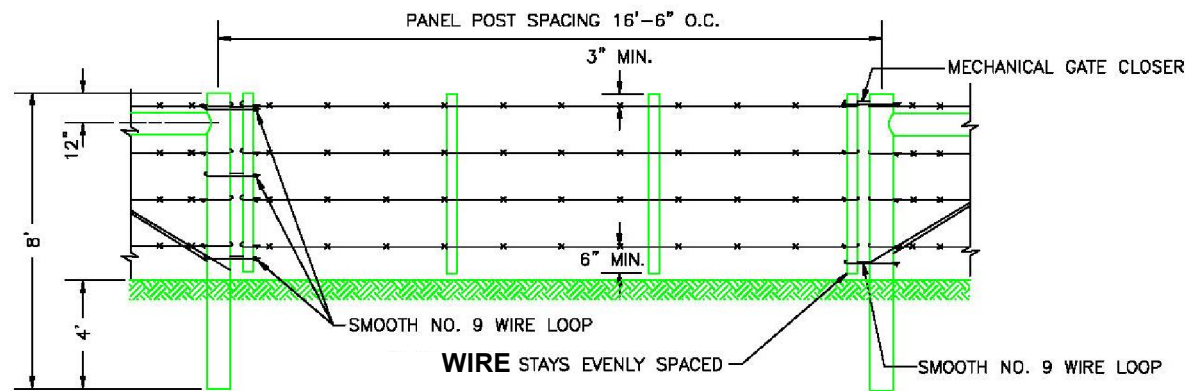 PANEL POST SPACING 16'-6" O.C.
3" MIN.
MECHANICAL GATE CLOSER
12"
8'
6" MIN.
4'
SMOOTH NO. 9 WIRE LOOP
WIRE STAYS EVENLY SPACED
SMOOTH NO. 9 WIRE LOOP